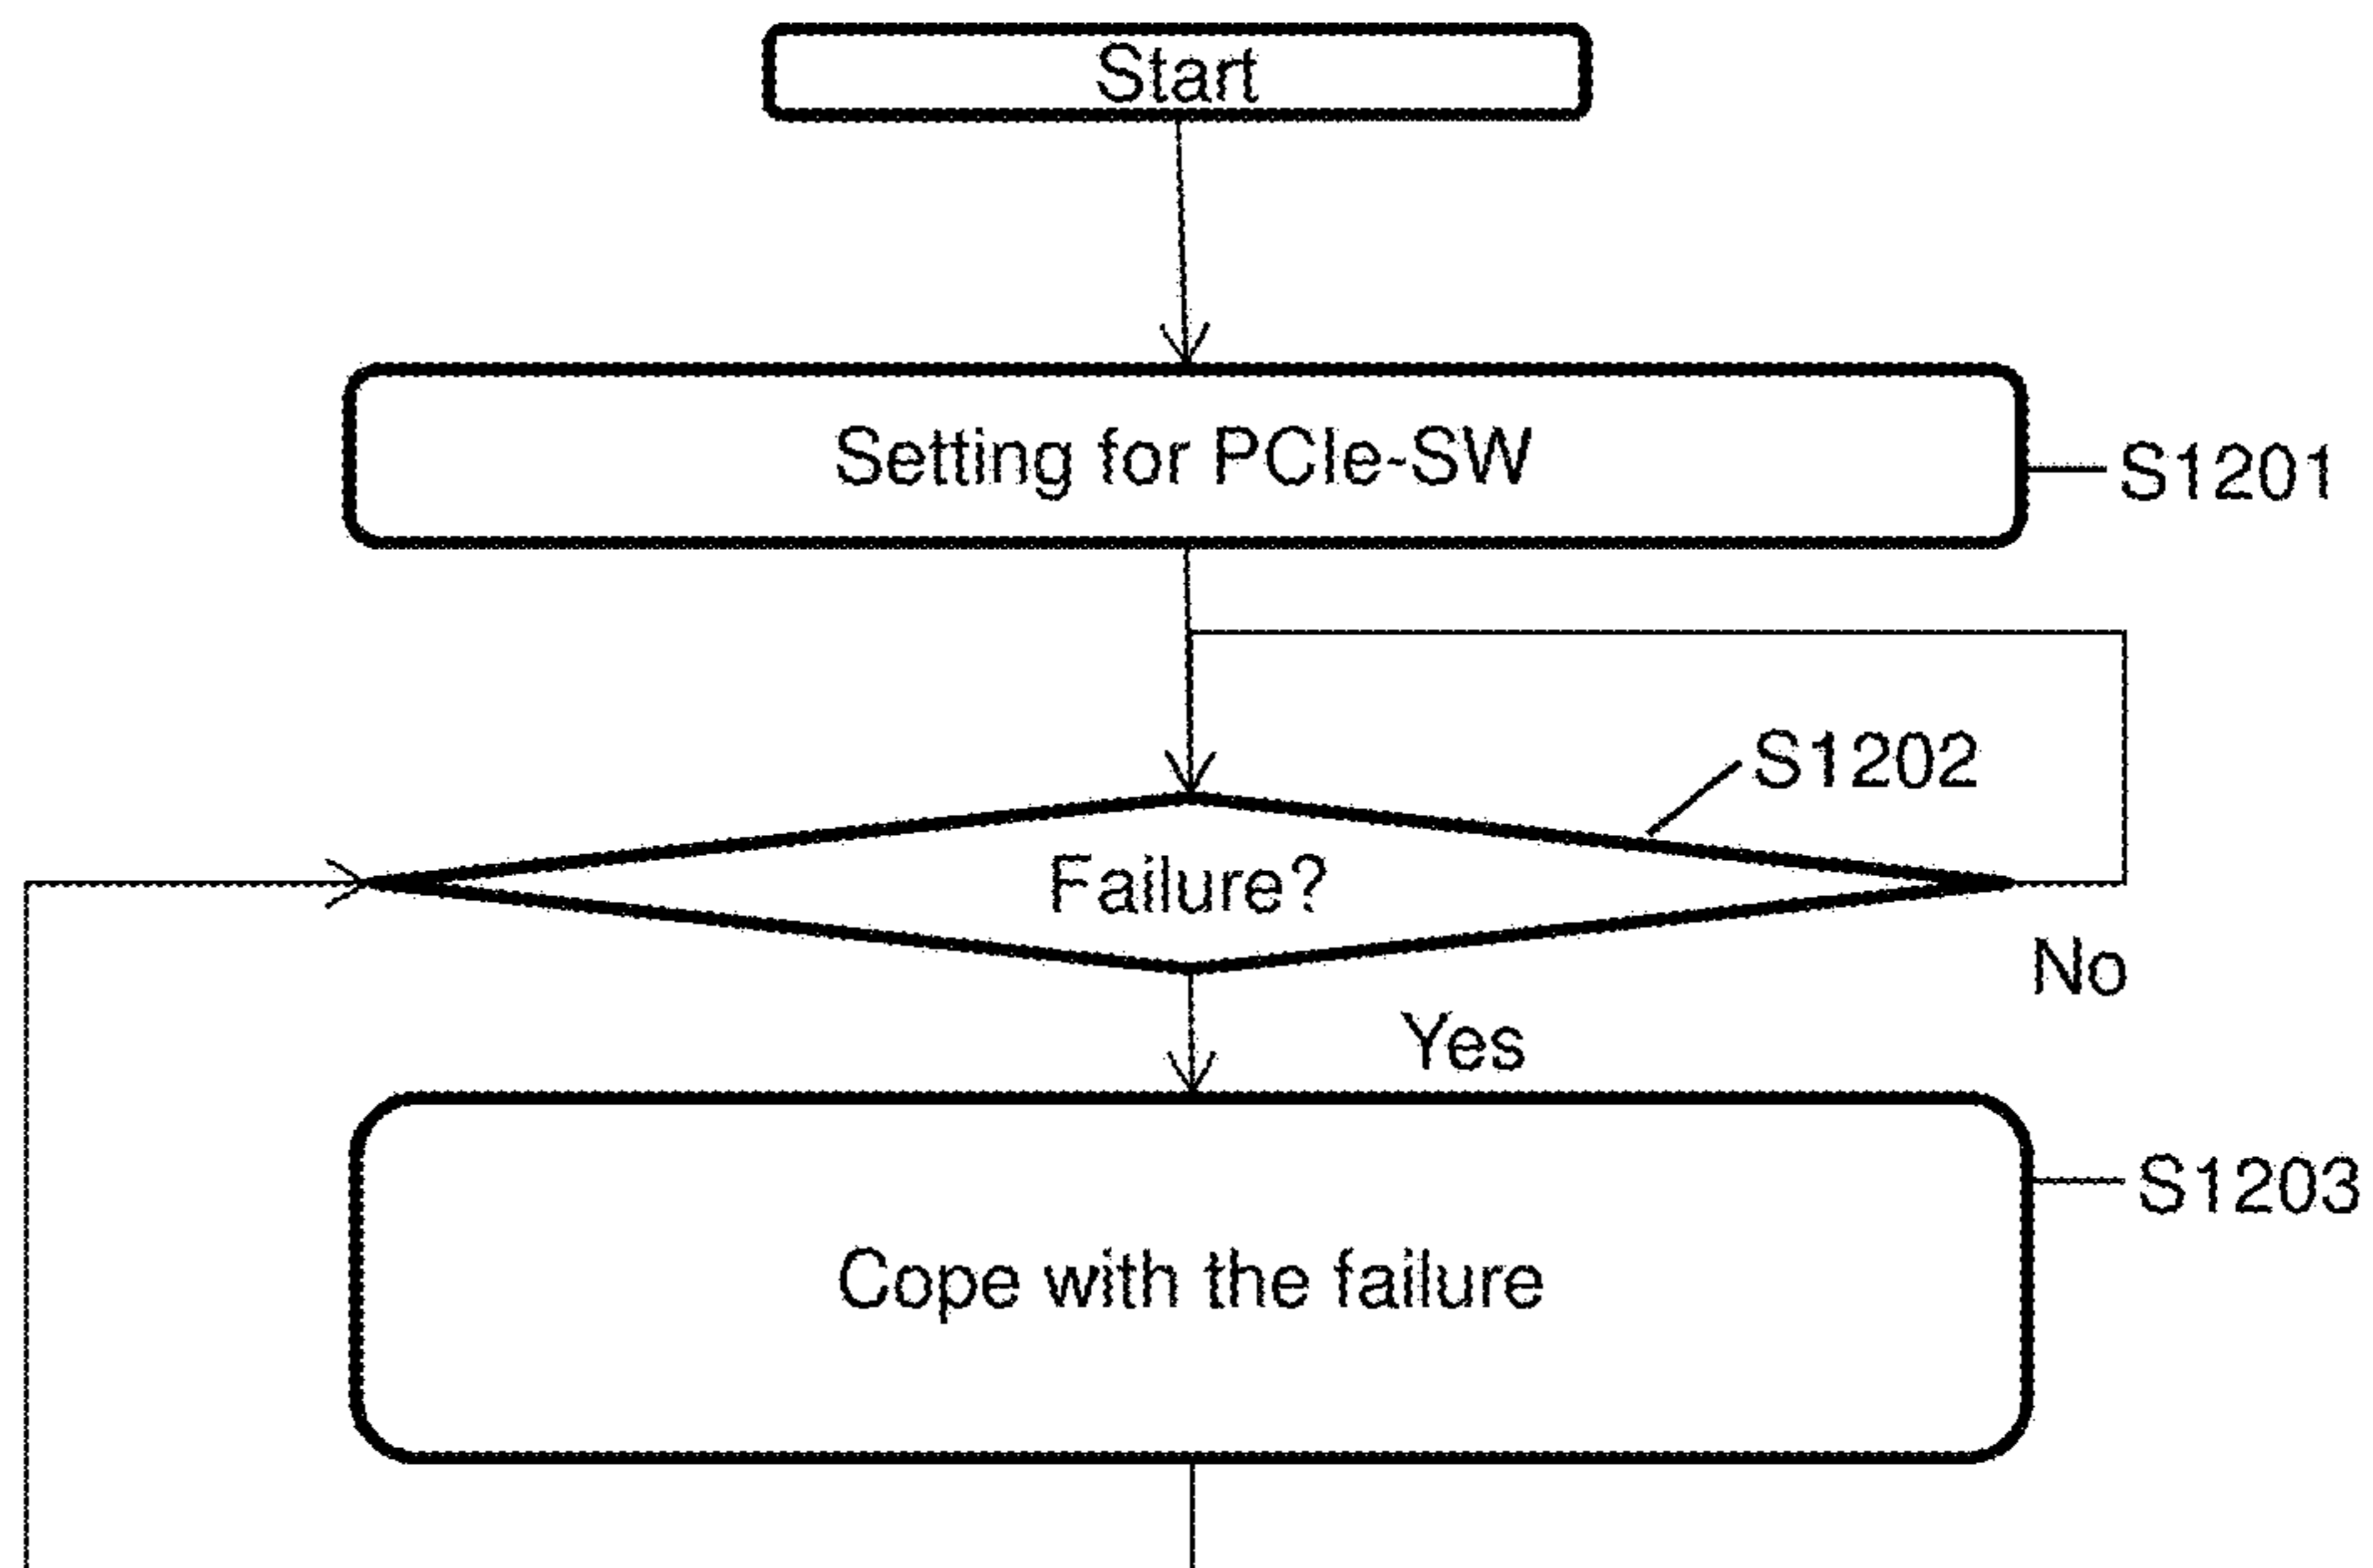 Start
Setting for PCIe-SW
S1201
S1202
Failure?
No
Yes
S1203
Cope with the failure